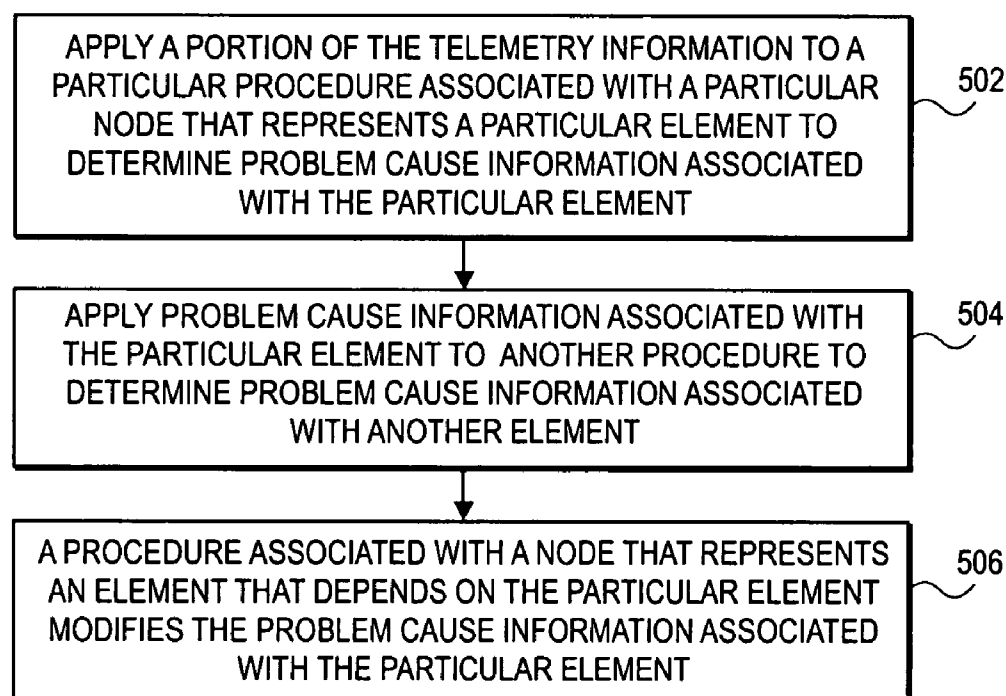 APPLY A PORTION OF THE TELEMETRY INFORMATION TO A
PARTICULAR PROCEDURE ASSOCIATED WITH A PARTICULAR
NODE THAT REPRESENTS A PARTICULAR ELEMENT TO
DETERMINE PROBLEM CAUSE INFORMATION ASSOCIATED
WITH THE PARTICULAR ELEMENT
502
APPLY PROBLEM CAUSE INFORMATION ASSOCIATED WITH
THE PARTICULAR ELEMENT TO ANOTHER PROCEDURE TO
DETERMINE PROBLEM CAUSE INFORMATION ASSOCIATED
WITH ANOTHER ELEMENT
504
A PROCEDURE ASSOCIATED WITH A NODE THAT REPRESENTS
AN ELEMENT THAT DEPENDS ON THE PARTICULAR ELEMENT
MODIFIES THE PROBLEM CAUSE INFORMATION ASSOCIATED
WITH THE PARTICULAR ELEMENT
506